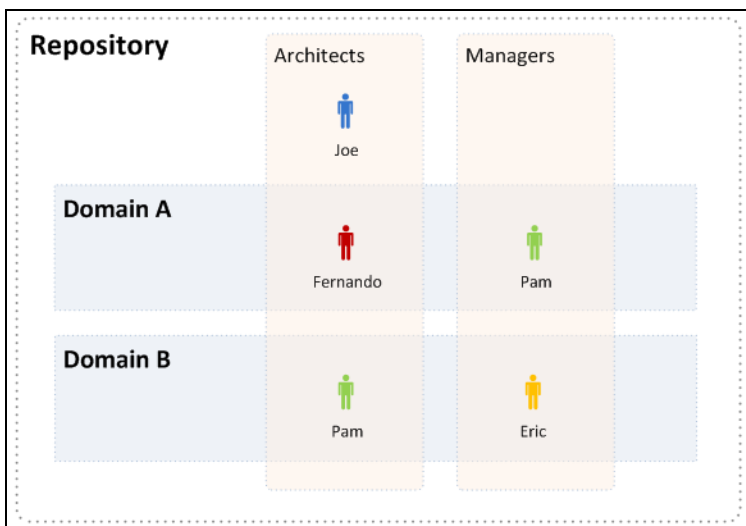 Repository
Architects
Managers
Joe
Domain A
Fernando
Pam
Domain B
Pam
Eric